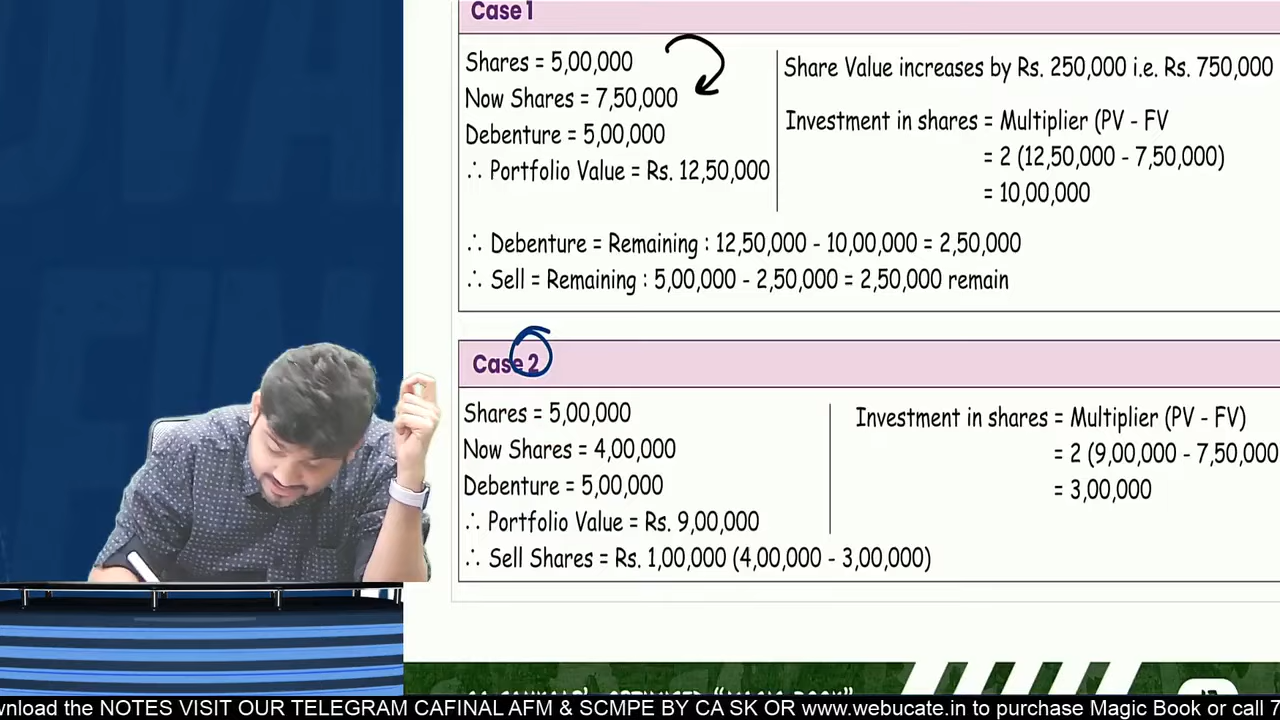 Case 1
Shares = 5,00,000
Now Shares = 7,50,000
Debenture = 5,00,000
∴ Portfolio Value = Rs. 12,50,000
Share Value increases by Rs. 250,000 i.e. Rs. 750,000
Investment in shares = Multiplier (PV - FV
= 2 (12,50,000 - 7,50,000)
= 10,00,000
∴ Debenture = Remaining : 12,50,000 - 10,00,000 = 2,50,000
∴ Sell = Remaining : 5,00,000 - 2,50,000 = 2,50,000 remain
Case 2
Shares = 5,00,000
Now Shares = 4,00,000
Debenture = 5,00,000
∴ Portfolio Value = Rs. 9,00,000
Investment in shares = Multiplier (PV - FV)
= 2 (9,00,000 - 7,50,000
= 3,00,000
∴ Sell Shares = Rs. 1,00,000 (4,00,000 - 3,00,000)
wnload the NOTES VISIT OUR TELEGRAM CAFINAL AFM & SCMPE BY CA SK OR www.webucate.in to purchase Magic Book or call 7